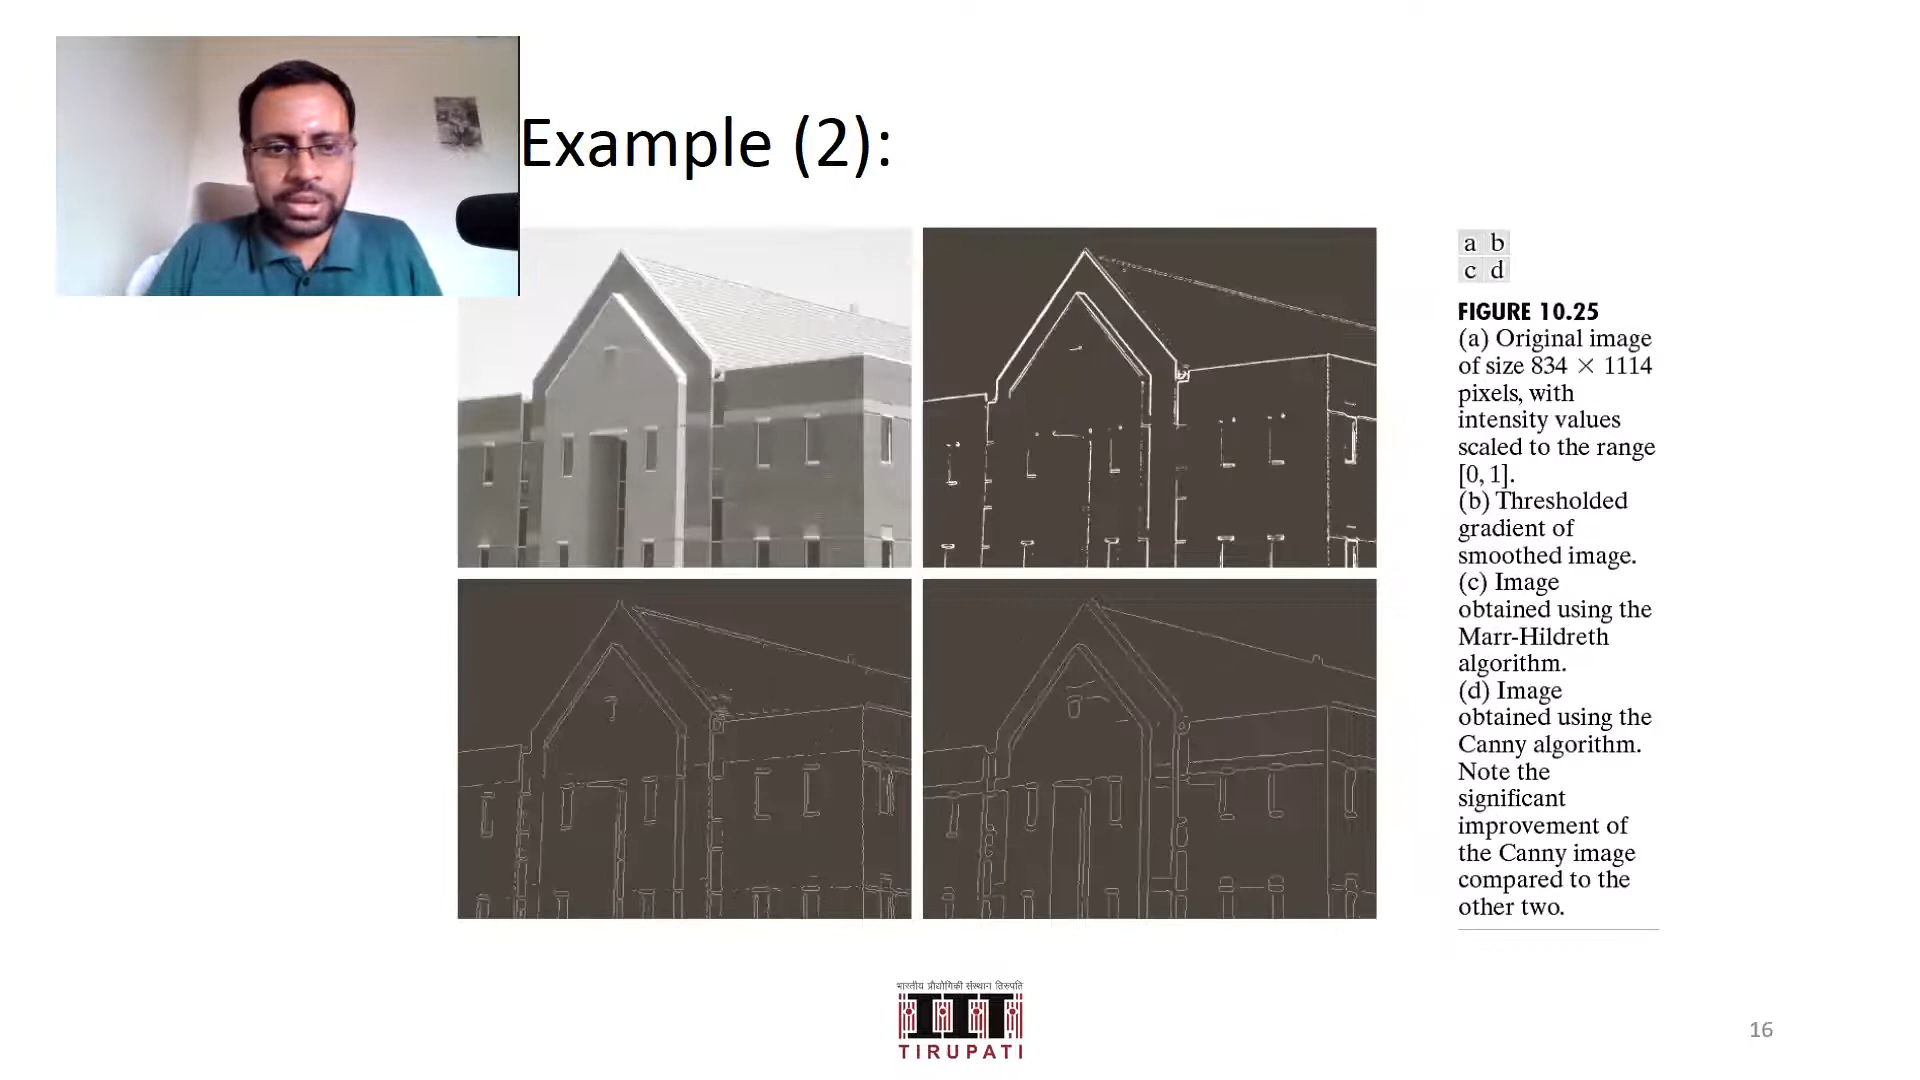 Example (2):
a b
c d
FIGURE 10.25
(a) Original image
of size 834 × 1114
pixels, with
intensity values
scaled to the range
[0, 1].
(b) Thresholded
gradient of
smoothed image.
(c) Image
obtained using the
Marr-Hildreth
algorithm.
(d) Image
obtained using the
Canny algorithm.
Note the
significant
improvement of
the Canny image
compared to the
other two.
भारतीय प्रौद्योगिकी संस्थान तिरुपति
IIT
TIRUPATI
16